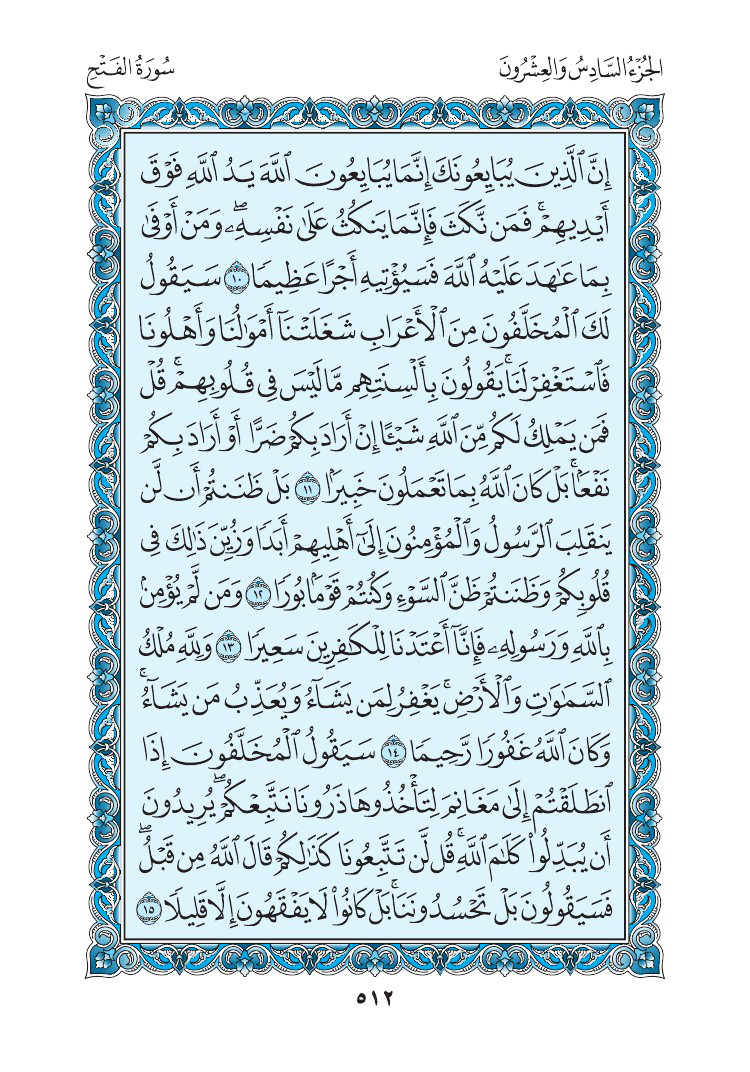 الجُزْءُ السَّادِسُ وَالعِشْرُونَ
سُورَةُ الفَتْحِ
إِنَّ ٱلَّذِينَ يُبَايِعُونَكَ إِنَّمَا يُبَايِعُونَ ٱللَّهَ يَدُ ٱللَّهِ فَوْقَ
أَيْدِيهِمْۚ فَمَن نَّكَثَ فَإِنَّمَا يَنكُثُ عَلَىٰ نَفْسِهِۦۖ وَمَنْ أَوْفَىٰ
بِمَا عَٰهَدَ عَلَيْهُ ٱللَّهَ فَسَيُؤْتِيهِ أَجْرًا عَظِيمٗا ١٠ سَيَقُولُ
لَكَ ٱلْمُخَلَّفُونَ مِنَ ٱلْأَعْرَابِ شَغَلَتْنَآ أَمْوَٰلُنَا وَأَهْلُونَا
فَٱسْتَغْفِرْ لَنَاۚ يَقُولُونَ بِأَلْسِنَتِهِم مَّا لَيْسَ فِي قُلُوبِهِمْۚ قُلْ
فَمَن يَمْلِكُ لَكُم مِّنَ ٱللَّهِ شَيْـًٔا إِنْ أَرَادَ بِكُمْ ضَرًّا أَوْ أَرَادَ بِكُمْ
نَفْعَۢاۚ بَلْ كَانَ ٱللَّهُ بِمَا تَعْمَلُونَ خَبِيرَۢا ١١ بَلْ ظَنَنتُمْ أَن لَّن
يَنقَلِبَ ٱلرَّسُولُ وَٱلْمُؤْمِنُونَ إِلَىٰٓ أَهْلِيهِمْ أَبَدٗا وَزُيِّنَ ذَٰلِكَ فِي
قُلُوبِكُمْ وَظَنَنتُمْ ظَنَّ ٱلسَّوْءِ وَكُنتُمْ قَوْمَۢا بُورٗا ١٢ وَمَن لَّمْ يُؤْمِنۢ
بِٱللَّهِ وَرَسُولِهِۦ فَإِنَّآ أَعْتَدْنَا لِلْكَٰفِرِينَ سَعِيرٗا ١٣ وَلِلَّهِ مُلْكُ
ٱلسَّمَٰوَٰتِ وَٱلْأَرْضِۚ يَغْفِرُ لِمَن يَشَآءُ وَيُعَذِّبُ مَن يَشَآءُۚ
وَكَانَ ٱللَّهُ غَفُورٗا رَّحِيمٗا ١٤ سَيَقُولُ ٱلْمُخَلَّفُونَ إِذَا
ٱنطَلَقْتُمْ إِلَىٰ مَغَانِمَ لِتَأْخُذُوهَا ذَرُونَا نَتَّبِعْكُمْۖ يُرِيدُونَ
أَن يُبَدِّلُوا۟ كَلَٰمَ ٱللَّهِۚ قُل لَّن تَتَّبِعُونَا كَذَٰلِكُمْ قَالَ ٱللَّهُ مِن قَبْلُۖ
فَسَيَقُولُونَ بَلْ تَحْسُدُونَنَاۚ بَلْ كَانُوا۟ لَا يَفْقَهُونَ إِلَّا قَلِيلٗا ١٥
٥١٢